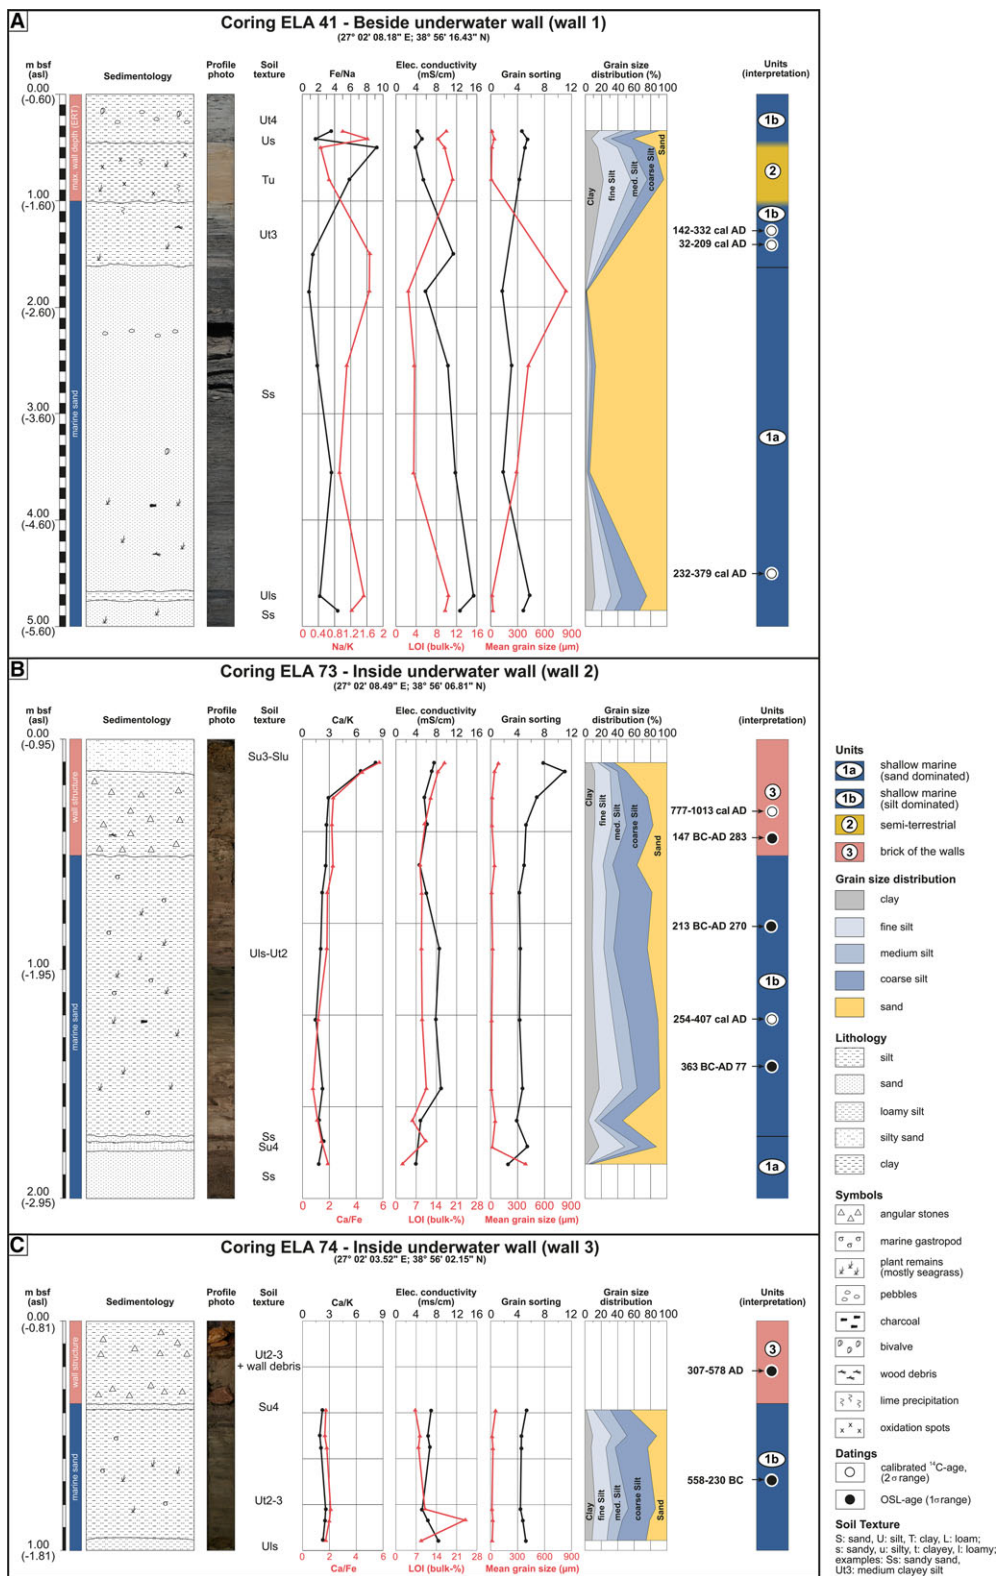 A
Coring ELA 41 - Beside underwater wall (wall 1)
(27° 02' 08.18" E; 38° 56' 16.43" N)
m bsf
(asl)
Sedimentology
Profile
photo
Soil
texture
Fe/Na
0 2 4 6 8 10
Elec. conductivity
(mS/cm)
0 4 8 12 16
Grain sorting
0 4 8 12
Grain size
distribution (%)
0 20 40 60 80 100
Units
(interpretation)
0.00
(-0.60)
1.00
(-1.60)
2.00
(-2.60)
3.00
(-3.60)
4.00
(-4.60)
5.00
(-5.60)
max. wall depth (ERT)
marine sand
Ut4
Us
Tu
Ut3
Ss
Uls
Ss
Clay
fine Silt
med. Silt
coarse Silt
Sand
1b
2
1b
142-332 cal AD
32-209 cal AD
1a
232-379 cal AD
0 0.4 0.8 1.2 1.6 2
Na/K
0 4 8 12 16
LOI (bulk-%)
0 300 600 900
Mean grain size (µm)
B
Coring ELA 73 - Inside underwater wall (wall 2)
(27° 02' 08.49" E; 38° 56' 06.81" N)
m bsf
(asl)
Sedimentology
Profile
photo
Soil
texture
Ca/K
0 3 6 9
Elec. conductivity
(mS/cm)
0 4 8 12 16
Grain sorting
0 4 8 12
Grain size
distribution (%)
0 20 40 60 80 100
Units
(interpretation)
0.00
(-0.95)
1.00
(-1.95)
2.00
(-2.95)
wall structure
marine sand
Su3-Slu
Uls-Ut2
Ss
Su4
Ss
Clay
fine Silt
med. Silt
coarse Silt
Sand
3
777-1013 cal AD
147 BC-AD 283
213 BC-AD 270
1b
254-407 cal AD
363 BC-AD 77
1a
0 2 4 6
Ca/Fe
0 7 14 21 28
LOI (bulk-%)
0 300 600 900
Mean grain size (µm)
C
Coring ELA 74 - Inside underwater wall (wall 3)
(27° 02' 03.52" E; 38° 56' 02.15" N)
m bsf
(asl)
Sedimentology
Profile
photo
Soil
texture
Ca/K
0 3 6 9
Elec. conductivity
(ms/cm)
0 4 8 12 16
Grain sorting
0 4 8 12
Grain size
distribution
0 20 40 60 80 100
Units
(interpretation)
0.00
(-0.81)
1.00
(-1.81)
wall structure
marine sand
Ut2-3
+ wall debris
Su4
Ut2-3
Uls
Clay
fine Silt
med. Silt
coarse Silt
Sand
3
307-578 AD
1b
558-230 BC
0 2 4 6
Ca/Fe
0 7 14 21 28
LOI (bulk-%)
0 300 600 900
Mean grain size (µm)
Units
1a shallow marine
(sand dominated)
1b shallow marine
(silt dominated)
2 semi-terrestrial
3 brick of the walls
Grain size distribution
clay
fine silt
medium silt
coarse silt
sand
Lithology
silt
sand
loamy silt
silty sand
clay
Symbols
angular stones
marine gastropod
plant remains
(mostly seagrass)
pebbles
charcoal
bivalve
wood debris
lime precipitation
oxidation spots
Datings
calibrated ¹⁴C-age,
(2σ range)
OSL-age (1σ range)
Soil Texture
S: sand, U: silt, T: clay, L: loam;
s: sandy, u: silty, t: clayey, l: loamy;
examples: Ss: sandy sand,
Ut3: medium clayey silt